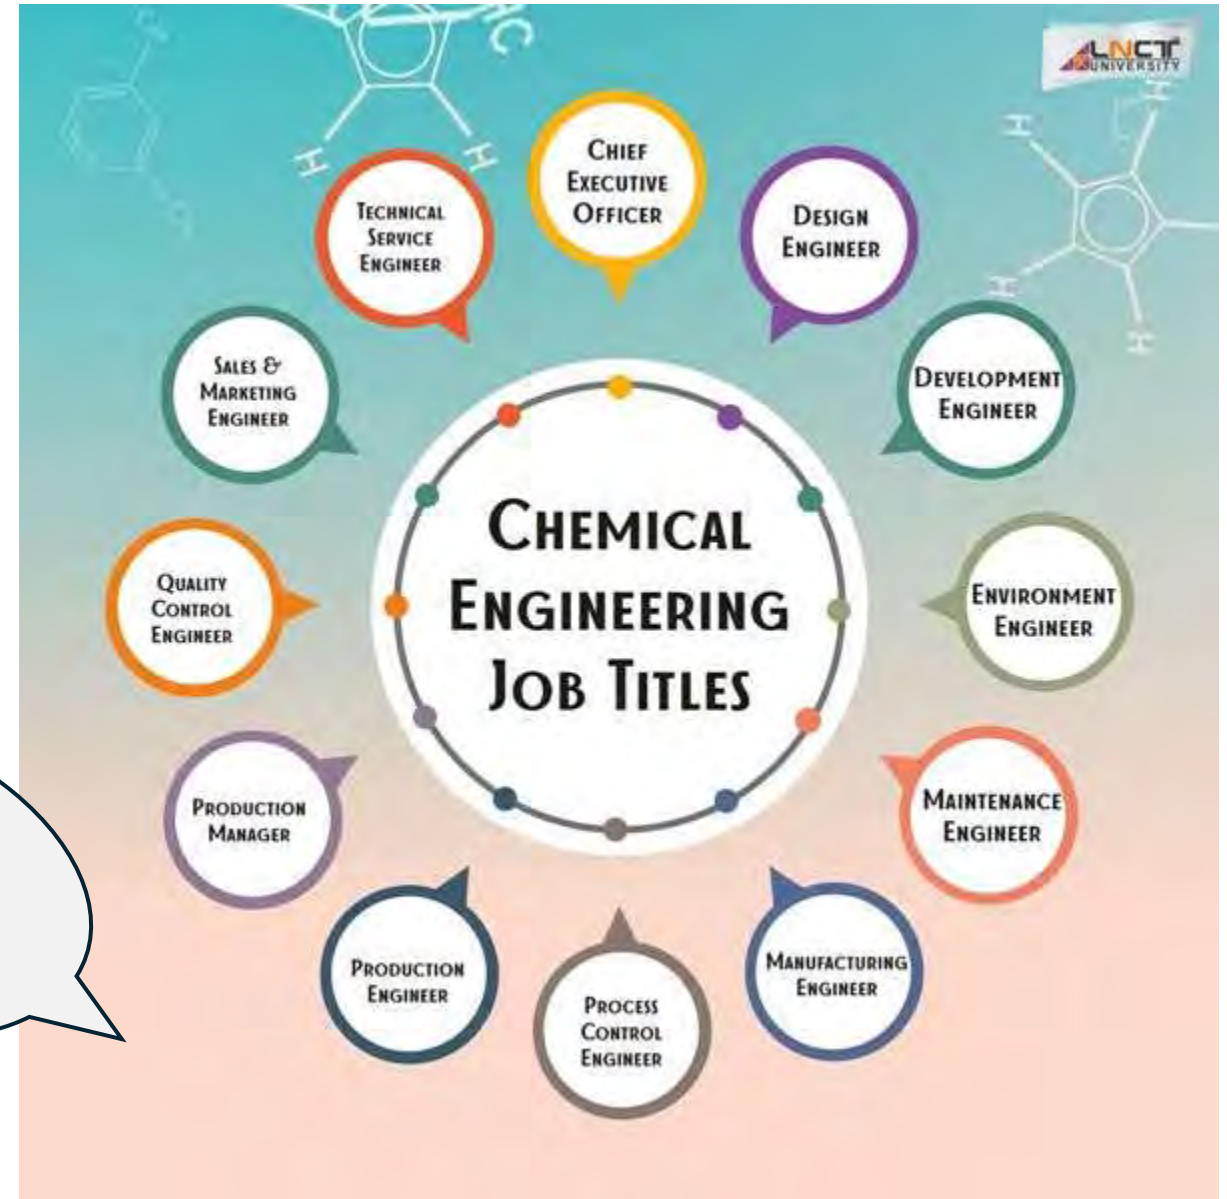 LNCT
UNIVERSITY
HC
H
H
H
H
H
H
CHIEF
EXECUTIVE
OFFICER
DESIGN
ENGINEER
DEVELOPMENT
ENGINEER
ENVIRONMENT
ENGINEER
MAINTENANCE
ENGINEER
MANUFACTURING
ENGINEER
PROCESS
CONTROL
ENGINEER
PRODUCTION
ENGINEER
PRODUCTION
MANAGER
QUALITY
CONTROL
ENGINEER
SALES &
MARKETING
ENGINEER
TECHNICAL
SERVICE
ENGINEER
CHEMICAL
ENGINEERING
JOB TITLES